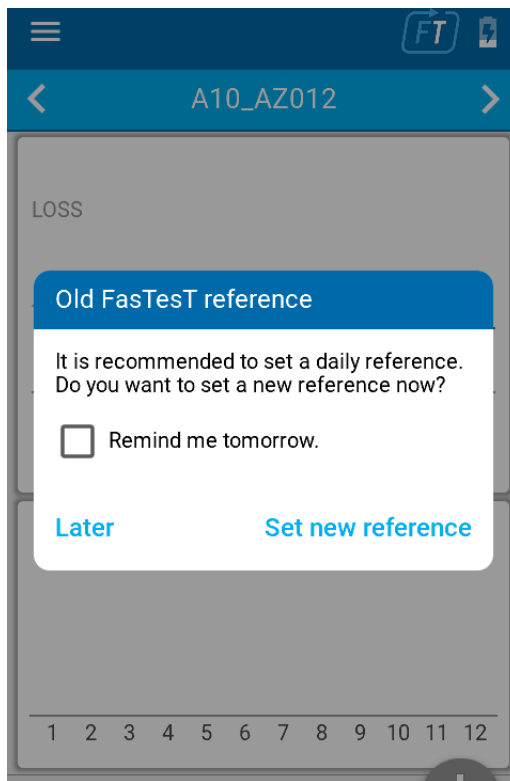 FT
A10_AZ012
LOSS
Old FasTesT reference
It is recommended to set a daily reference.
Do you want to set a new reference now?
Remind me tomorrow.
Later Set new reference
1 2 3 4 5 6 7 8 9 10 11 12